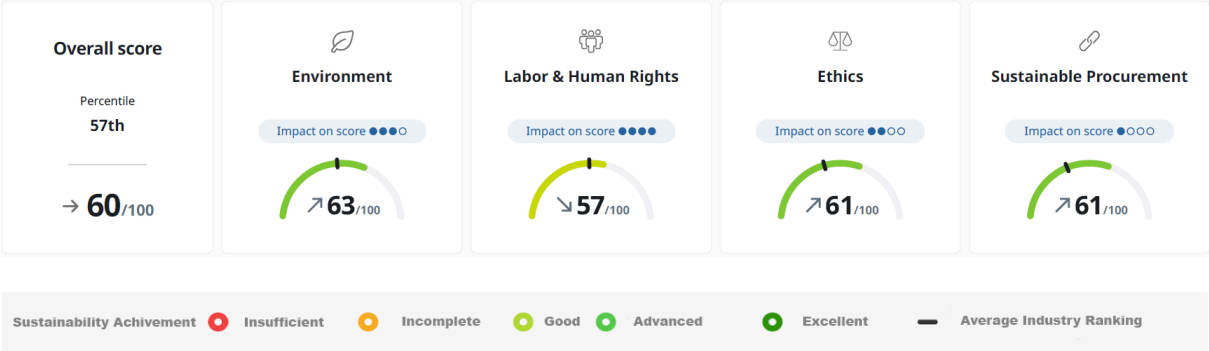 Overall score
Percentile
57th
→ 60/100
Environment
Impact on score
↗ 63/100
Labor & Human Rights
Impact on score
↘ 57/100
Ethics
Impact on score
↗ 61/100
Sustainable Procurement
Impact on score
↗ 61/100
Sustainability Achivement Insufficient Incomplete Good Advanced Excellent Average Industry Ranking